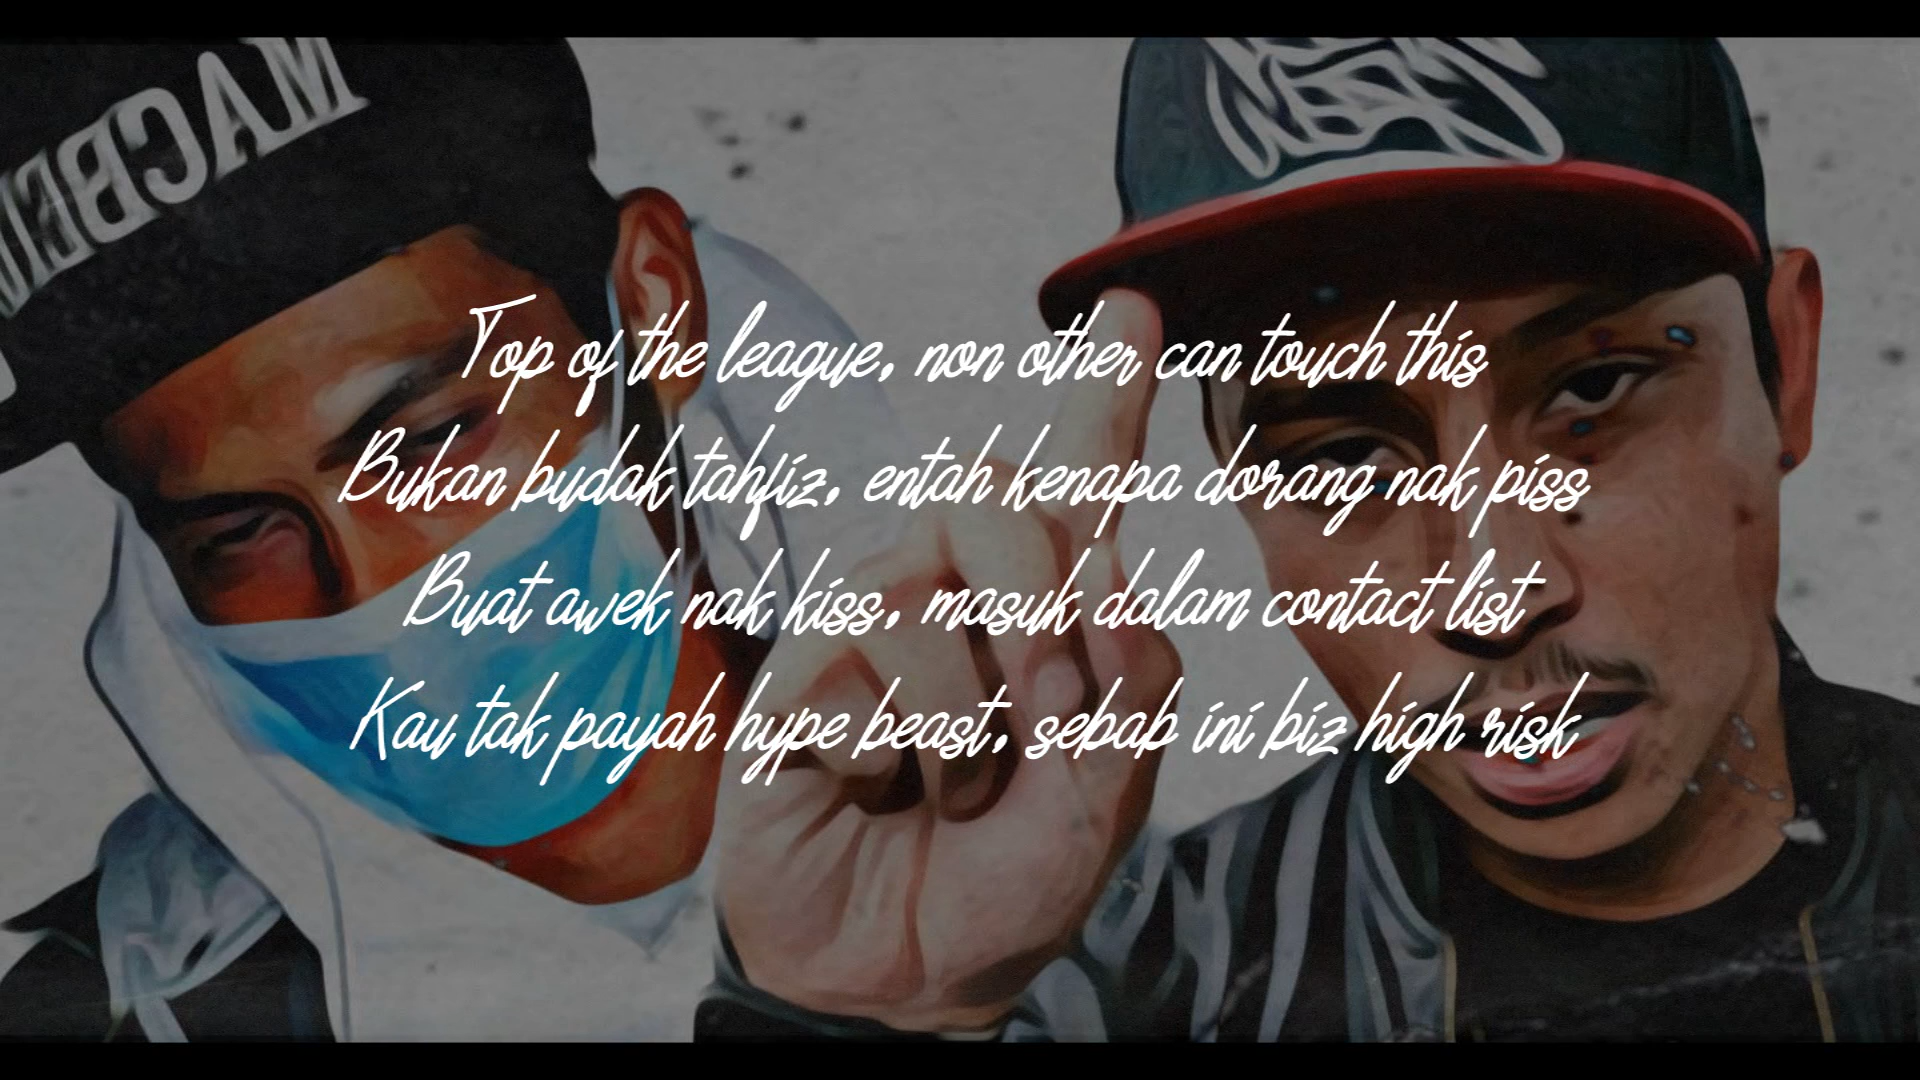 Top of the league, non other can touch this
Bukan budak tahfiz, entah kenapa dorang nak piss
Buat awek nak kiss, masuk dalam contact list
Kau tak payah hype beast, sebab ini biz high risk